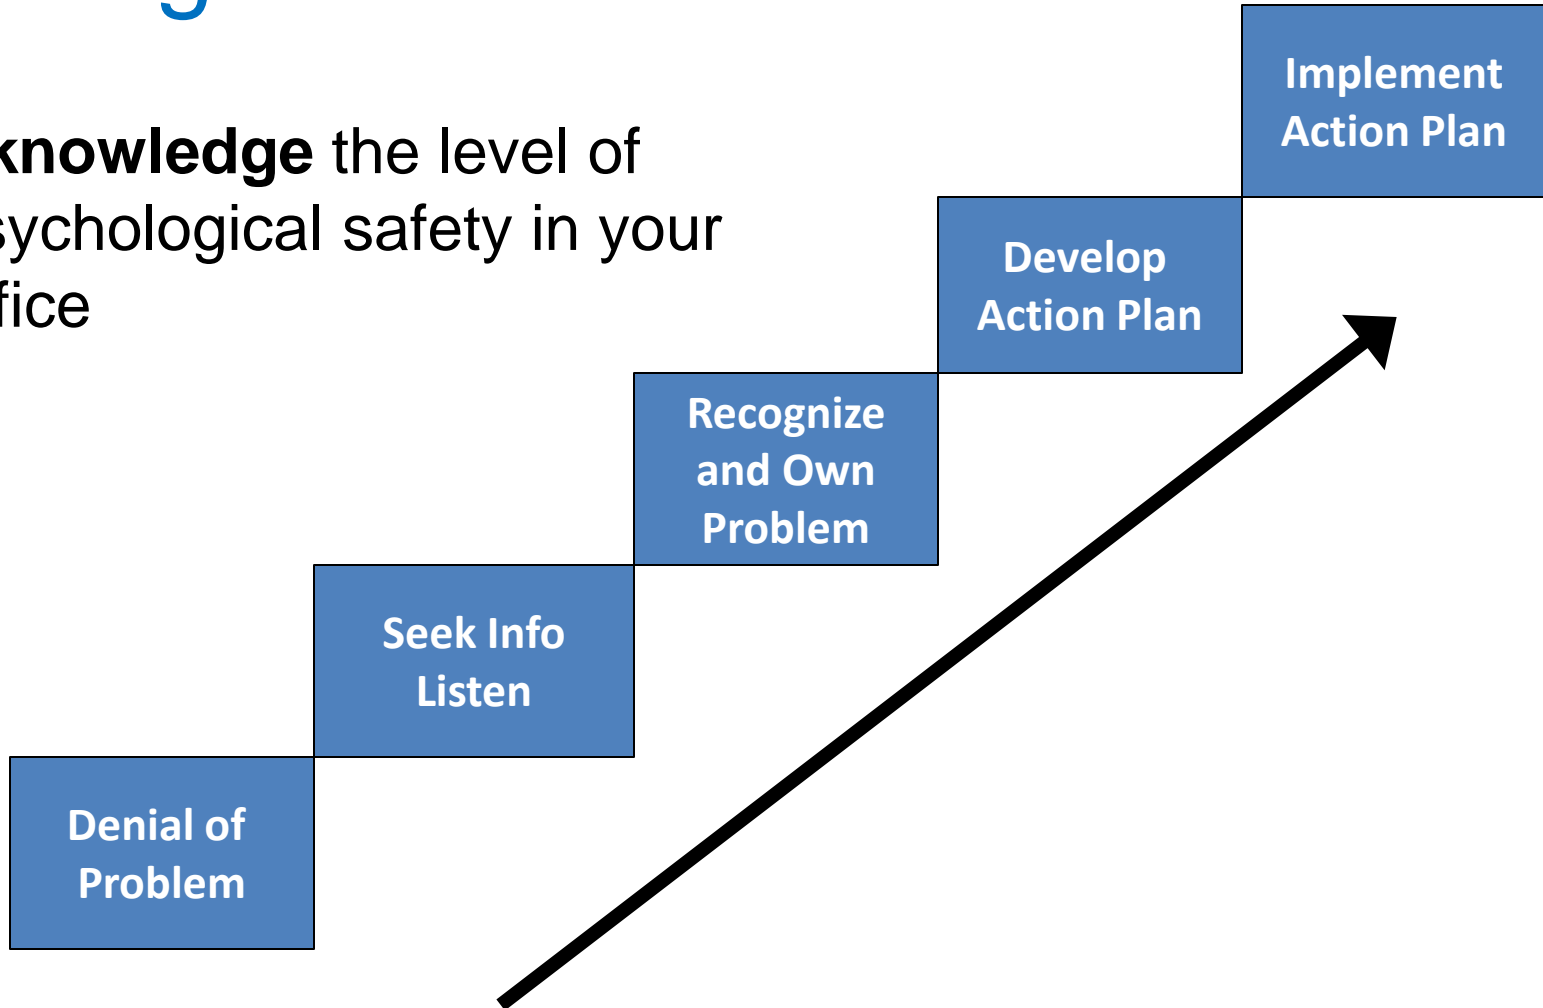 g
knowledge the level of
sychological safety in your
fice
Implement
Action Plan
Develop
Action Plan
Recognize
and Own
Problem
Seek Info
Listen
Denial of
Problem